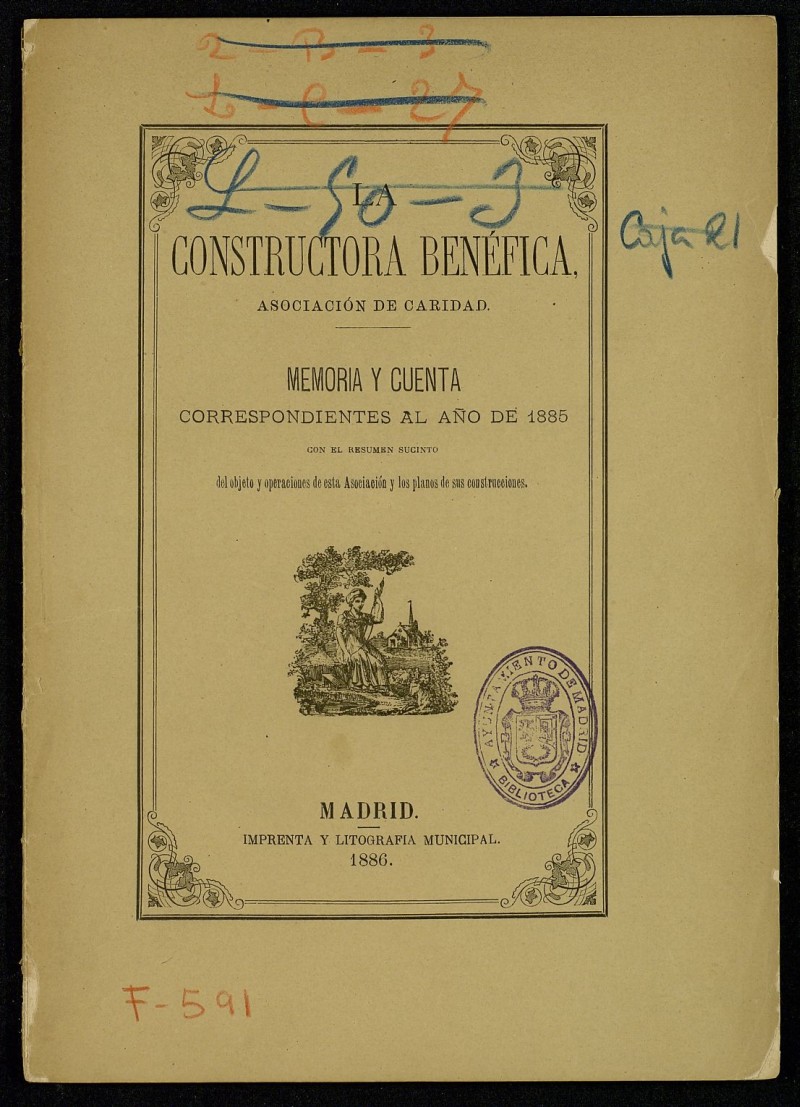 2 - B - 3
L - C - 27
L - 50 - 3
LA
CONSTRUCTORA BENÉFICA,
Caja 21
ASOCIACIÓN DE CARIDAD.
MEMORIA Y CUENTA
CORRESPONDIENTES AL AÑO DE 1885
CON EL RESUMEN SUCINTO
del objeto y operaciones de esta Asociación y los planos de sus construcciones.
AYUNTAMIENTO DE MADRID
BIBLIOTECA
MADRID.
IMPRENTA Y LITOGRAFIA MUNICIPAL.
1886.
F-591